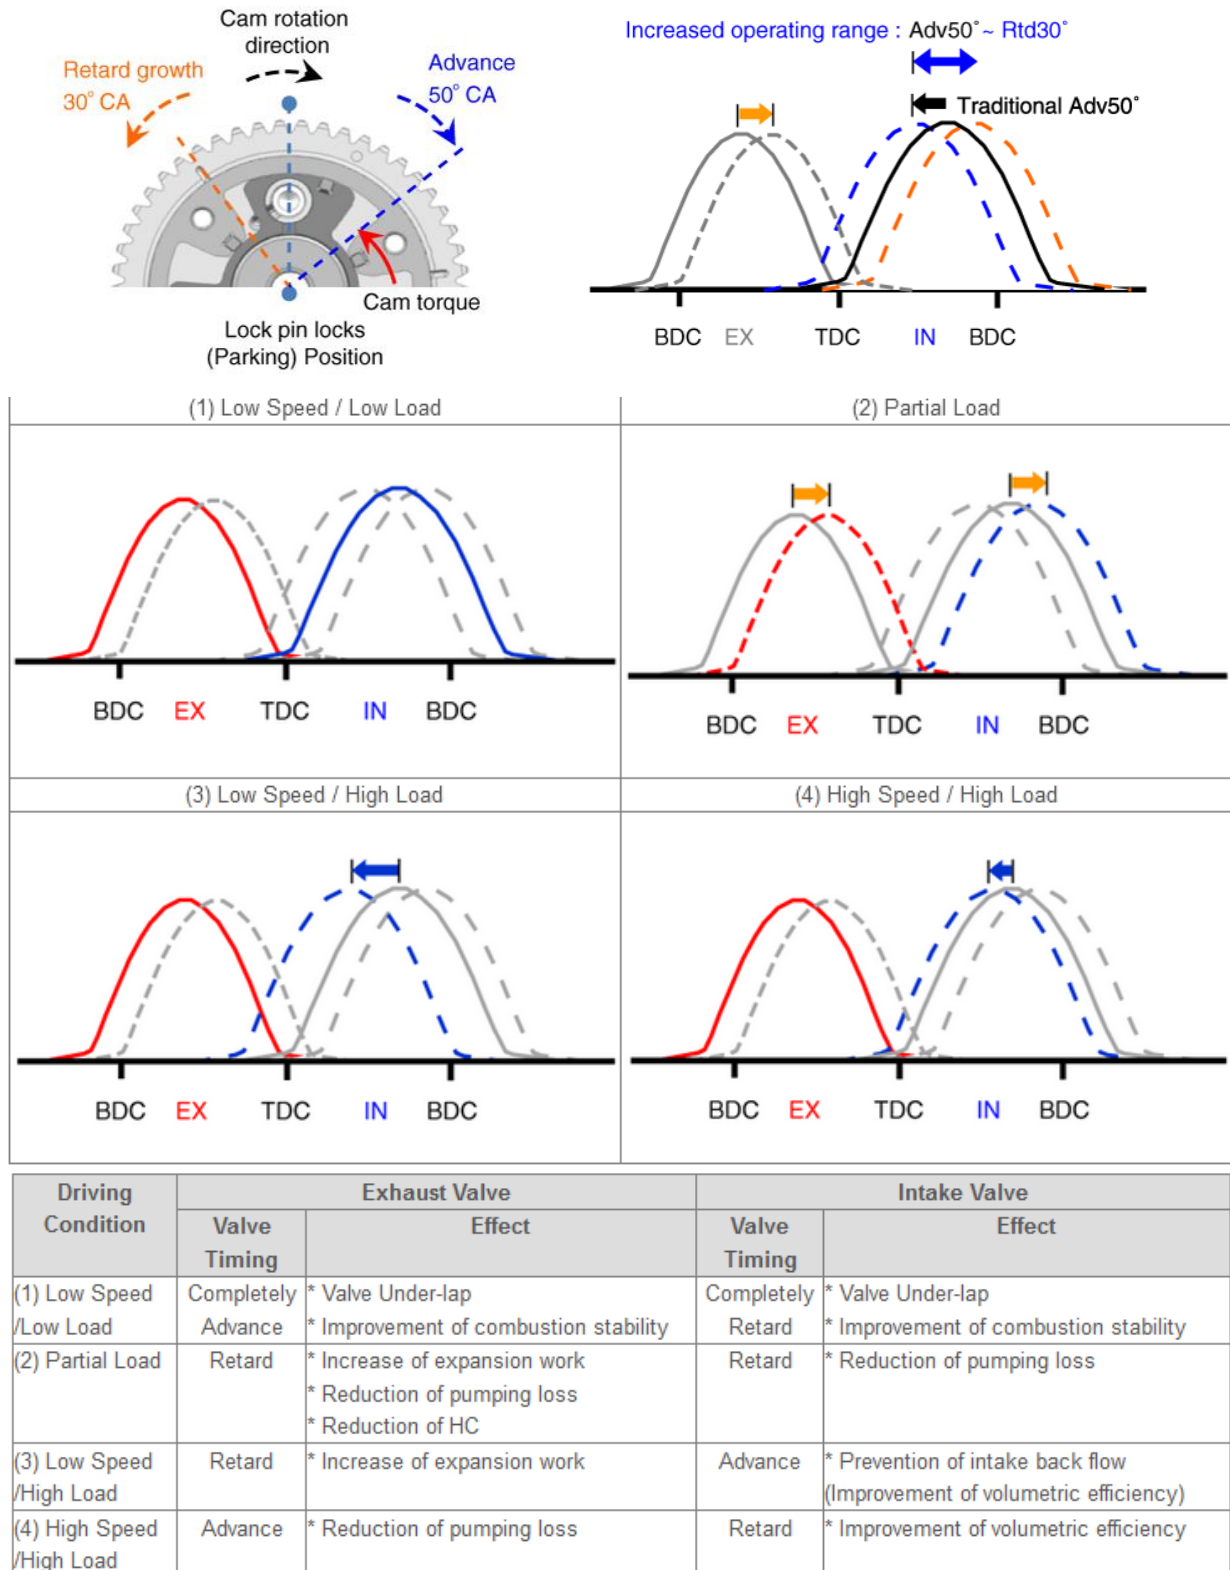 Cam rotation
direction
Retard growth
30° CA
Advance
50° CA
Cam torque
Lock pin locks
(Parking) Position
Increased operating range : Adv50˚~ Rtd30˚
Traditional Adv50˚
BDC EX TDC IN BDC
(1) Low Speed / Low Load
(2) Partial Load
BDC EX TDC IN BDC
BDC EX TDC IN BDC
(3) Low Speed / High Load
(4) High Speed / High Load
BDC EX TDC IN BDC
BDC EX TDC IN BDC
Driving
Condition
Exhaust Valve
Intake Valve
Valve
Timing
Effect
Valve
Timing
Effect
(1) Low Speed
/Low Load
Completely
Advance
* Valve Under-lap
* Improvement of combustion stability
Completely
Retard
* Valve Under-lap
* Improvement of combustion stability
(2) Partial Load
Retard
* Increase of expansion work
* Reduction of pumping loss
* Reduction of HC
Retard
* Reduction of pumping loss
(3) Low Speed
/High Load
Retard
* Increase of expansion work
Advance
* Prevention of intake back flow
(Improvement of volumetric efficiency)
(4) High Speed
/High Load
Advance
* Reduction of pumping loss
Retard
* Improvement of volumetric efficiency